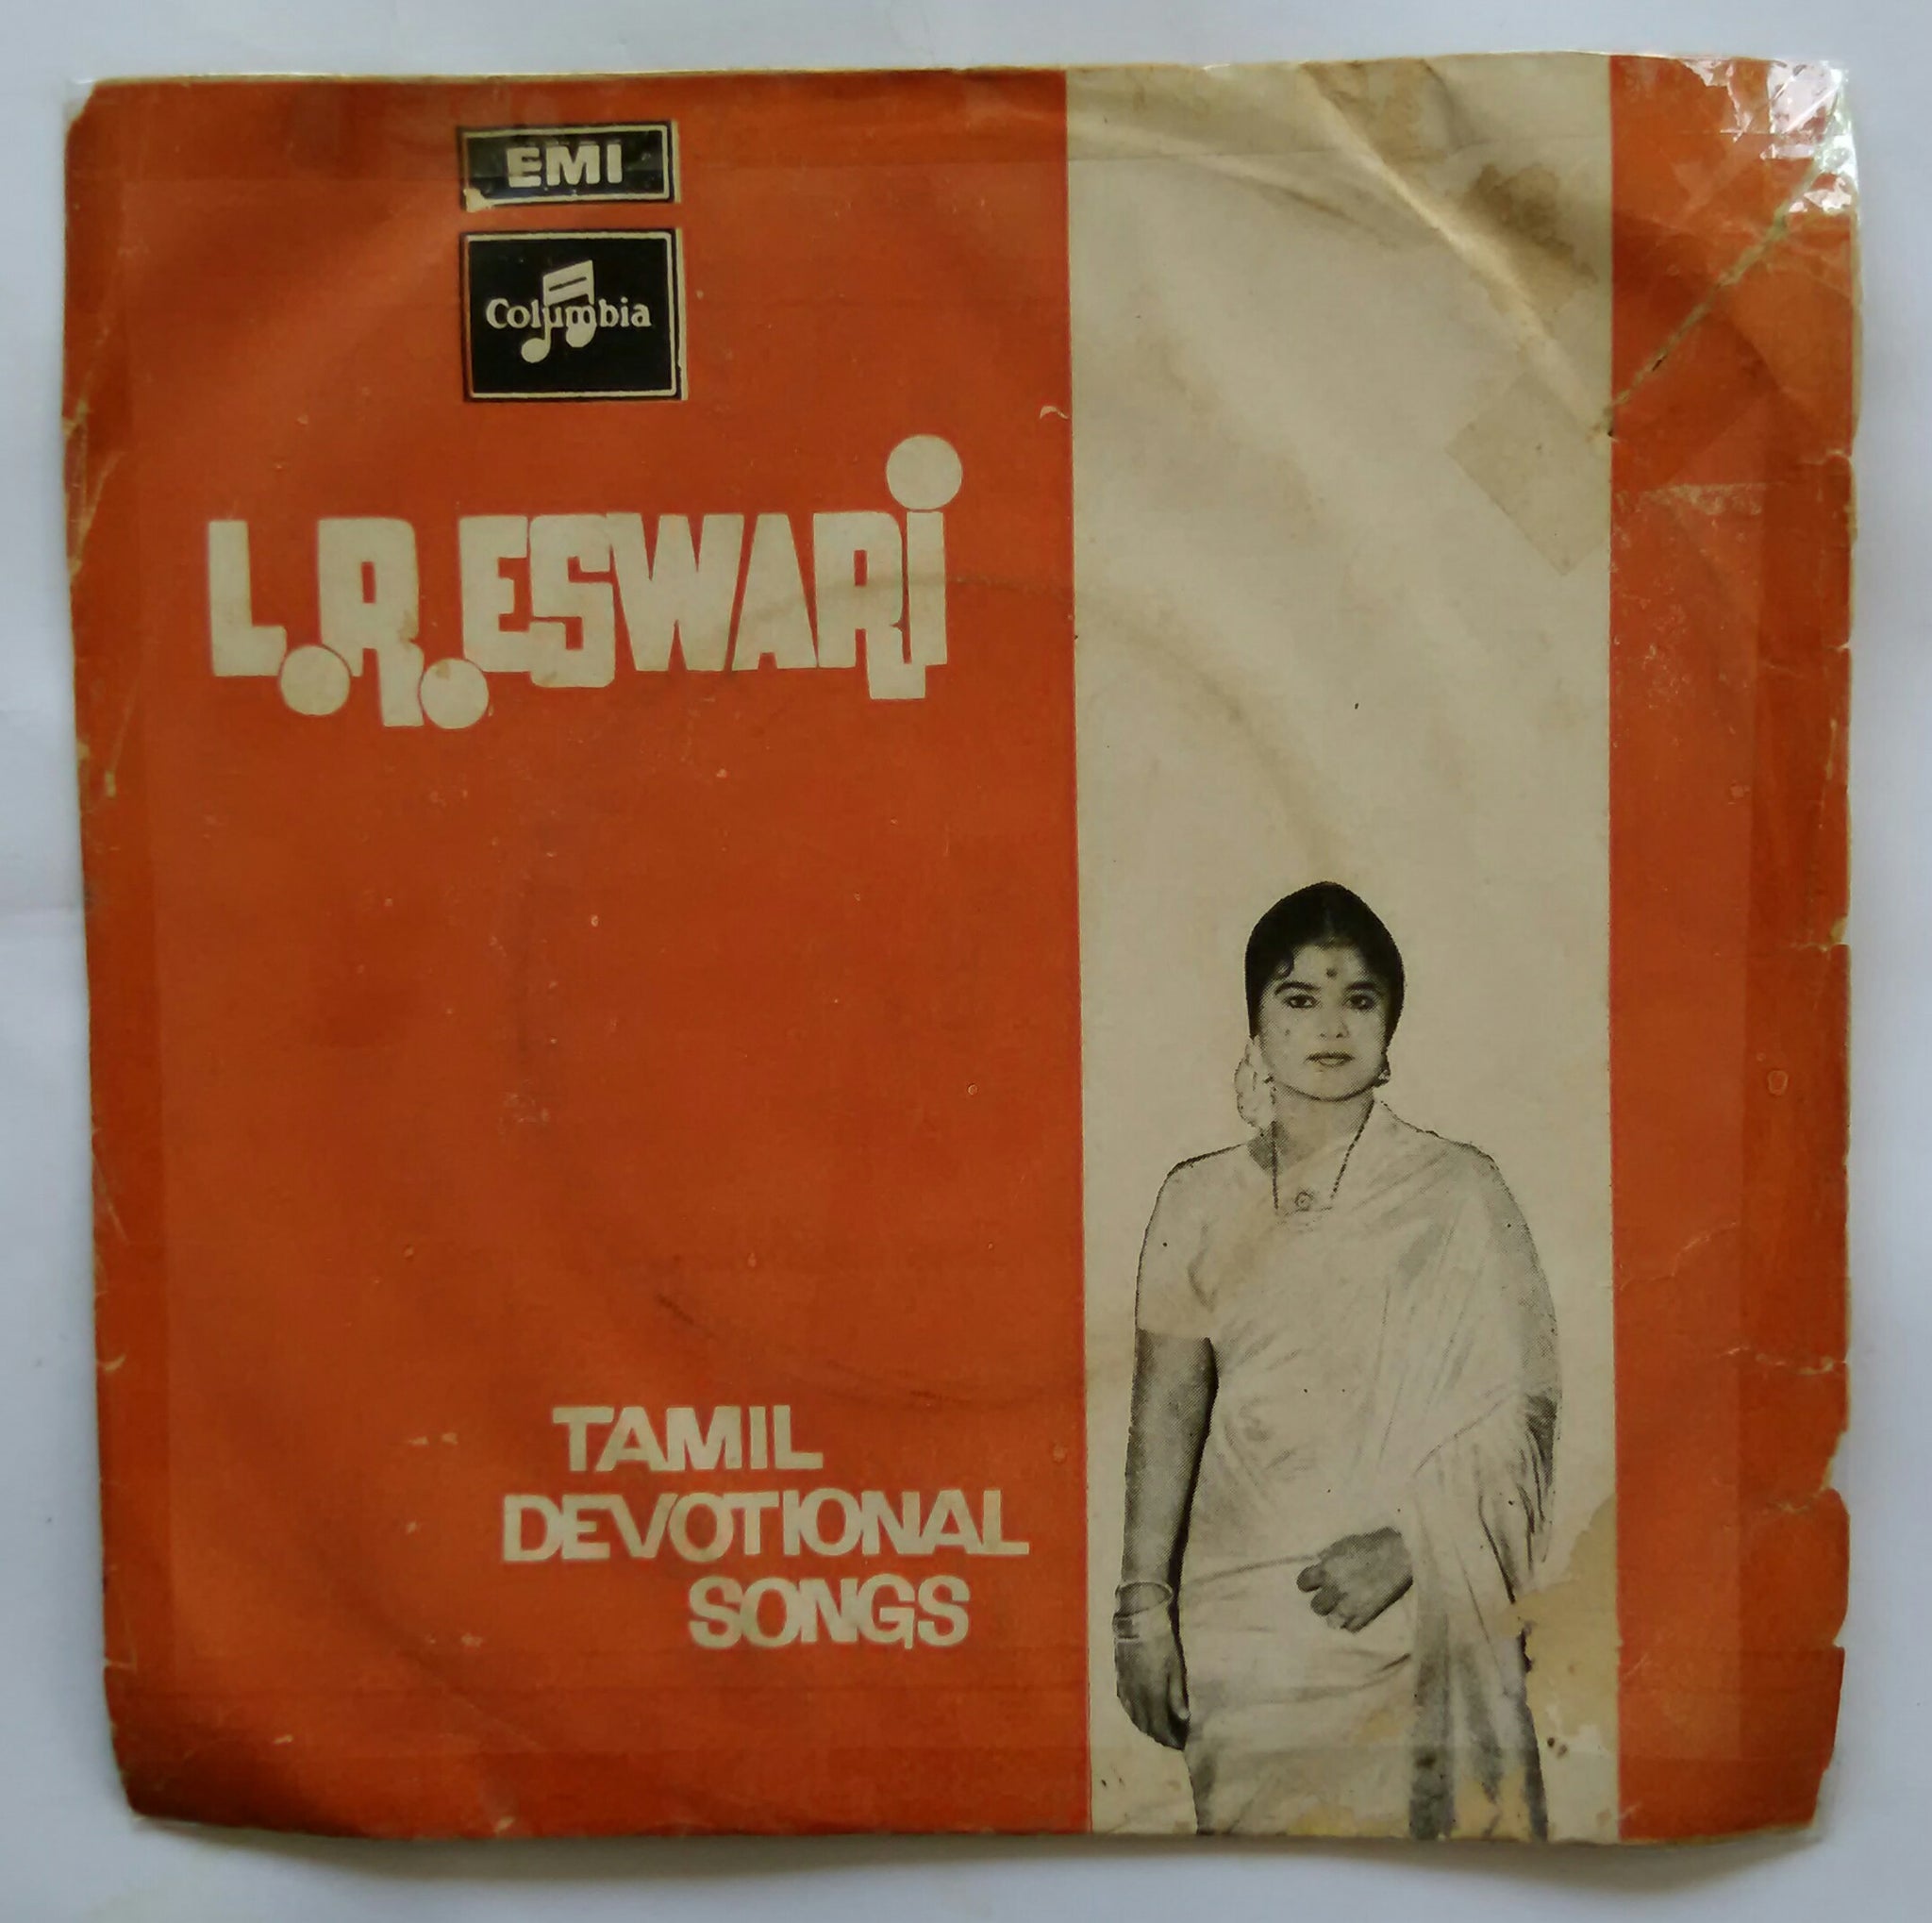 EMI
Columbia
L.R.ESWARi
TAMIL
DEVOTIONAL
SONGS